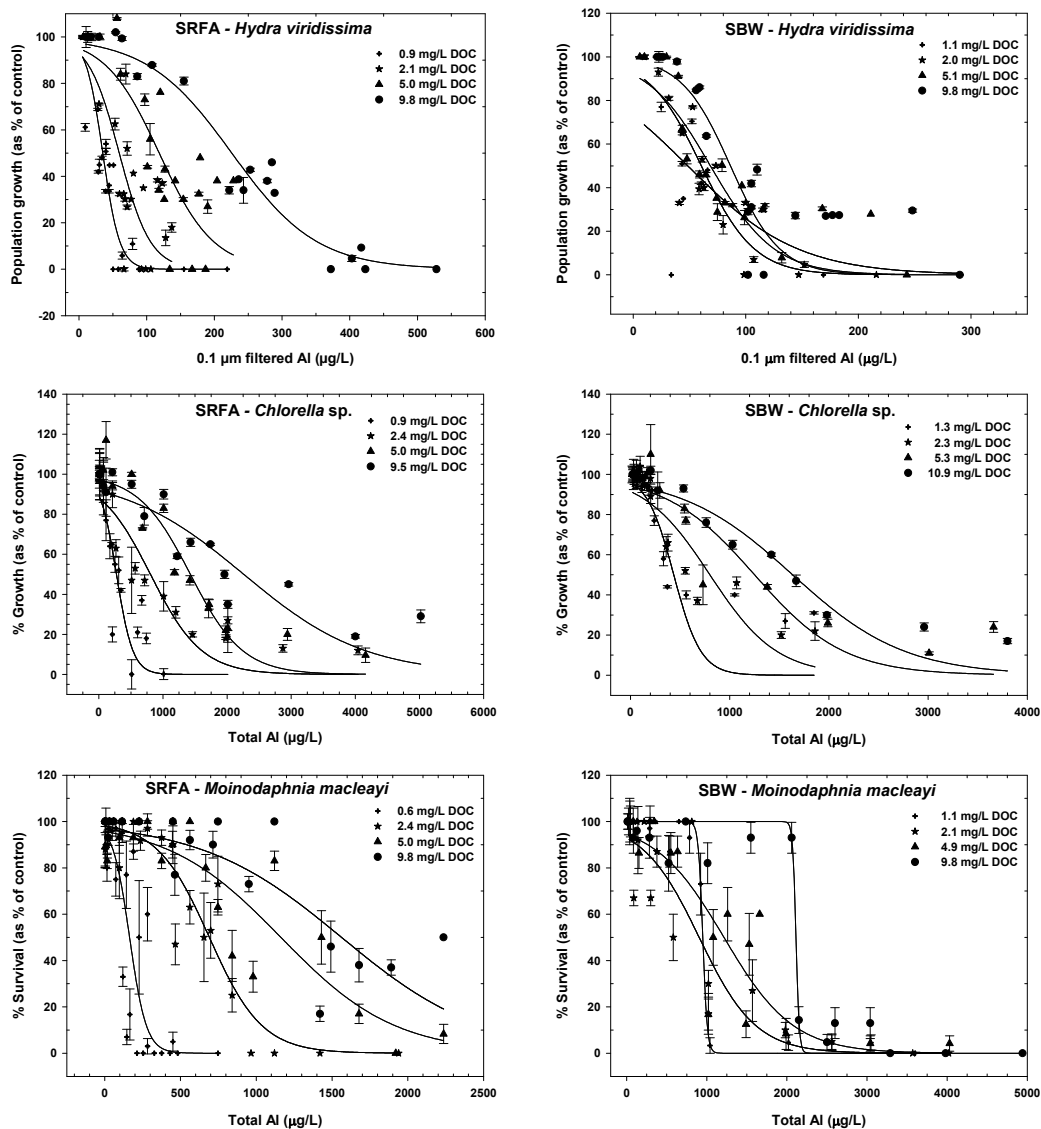 SRFA - Hydra viridissima
0.9 mg/L DOC
2.1 mg/L DOC
5.0 mg/L DOC
9.8 mg/L DOC
Population growth (as % of control)
120
100
80
60
40
20
0
-20
0 100 200 300 400 500 600
0.1 µm filtered Al (µg/L)
SBW - Hydra viridissima
1.1 mg/L DOC
2.0 mg/L DOC
5.1 mg/L DOC
9.8 mg/L DOC
Population growth (as % of control)
120
100
80
60
40
20
0
0 100 200 300
0.1 µm filtered Al (µg/L)
SRFA - Chlorella sp.
0.9 mg/L DOC
2.4 mg/L DOC
5.0 mg/L DOC
9.5 mg/L DOC
% Growth (as % of control)
140
120
100
80
60
40
20
0
0 1000 2000 3000 4000 5000 6000
Total Al (µg/L)
SBW - Chlorella sp.
1.3 mg/L DOC
2.3 mg/L DOC
5.3 mg/L DOC
10.9 mg/L DOC
% Growth (as % of control)
140
120
100
80
60
40
20
0
0 1000 2000 3000 4000
Total Al (µg/L)
SRFA - Moinodaphnia macleayi
0.6 mg/L DOC
2.4 mg/L DOC
5.0 mg/L DOC
9.8 mg/L DOC
% Survival (as % of control)
120
100
80
60
40
20
0
0 500 1000 1500 2000 2500
Total Al (µg/L)
SBW - Moinodaphnia macleayi
1.1 mg/L DOC
2.1 mg/L DOC
4.9 mg/L DOC
9.8 mg/L DOC
% Survival (as % of control)
120
100
80
60
40
20
0
0 1000 2000 3000 4000 5000
Total Al (µg/L)